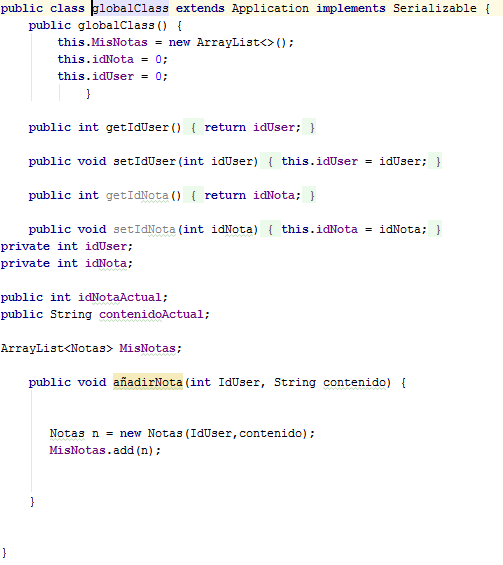 public class globalClass extends Application implements Serializable {
public globalClass() {
this.MisNotas = new ArrayList<>();
this.idNota = 0;
this.idUser = 0;
}
public int getIdUser() { return idUser; }
public void setIdUser(int idUser) { this.idUser = idUser; }
public int getIdNota() { return idNota; }
public void setIdNota(int idNota) { this.idNota = idNota; }
private int idUser;
private int idNota;
public int idNotaActual;
public String contenidoActual;
ArrayList<Notas> MisNotas;
public void añadirNota(int IdUser, String contenido) {
Notas n = new Notas(IdUser,contenido);
MisNotas.add(n);
}
}